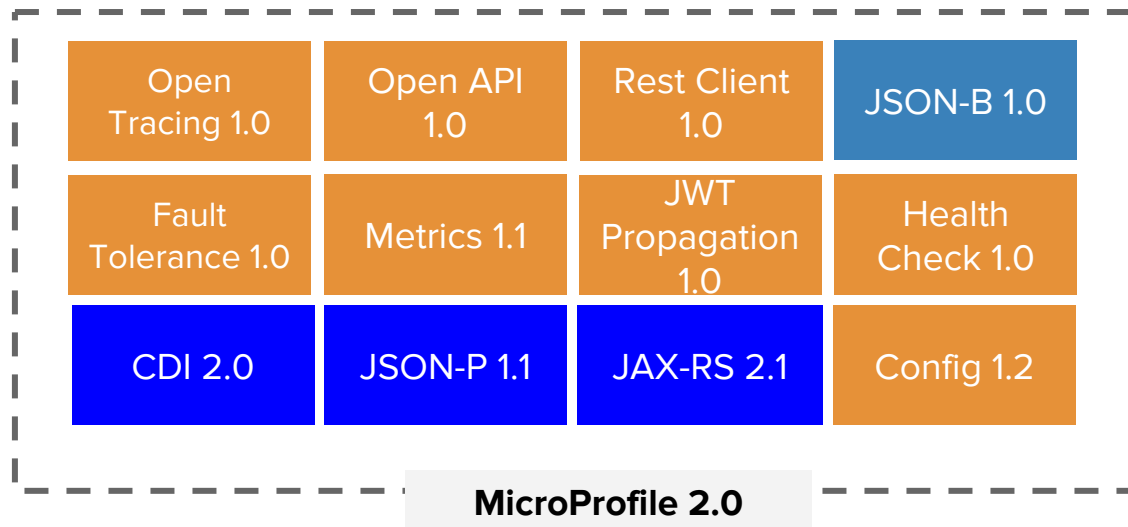 Open
Tracing 1.0
Open API
1.0
Rest Client
1.0
JSON-B 1.0
Fault
Tolerance 1.0
Metrics 1.1
JWT
Propagation
1.0
Health
Check 1.0
CDI 2.0
JSON-P 1.1
JAX-RS 2.1
Config 1.2
MicroProfile 2.0